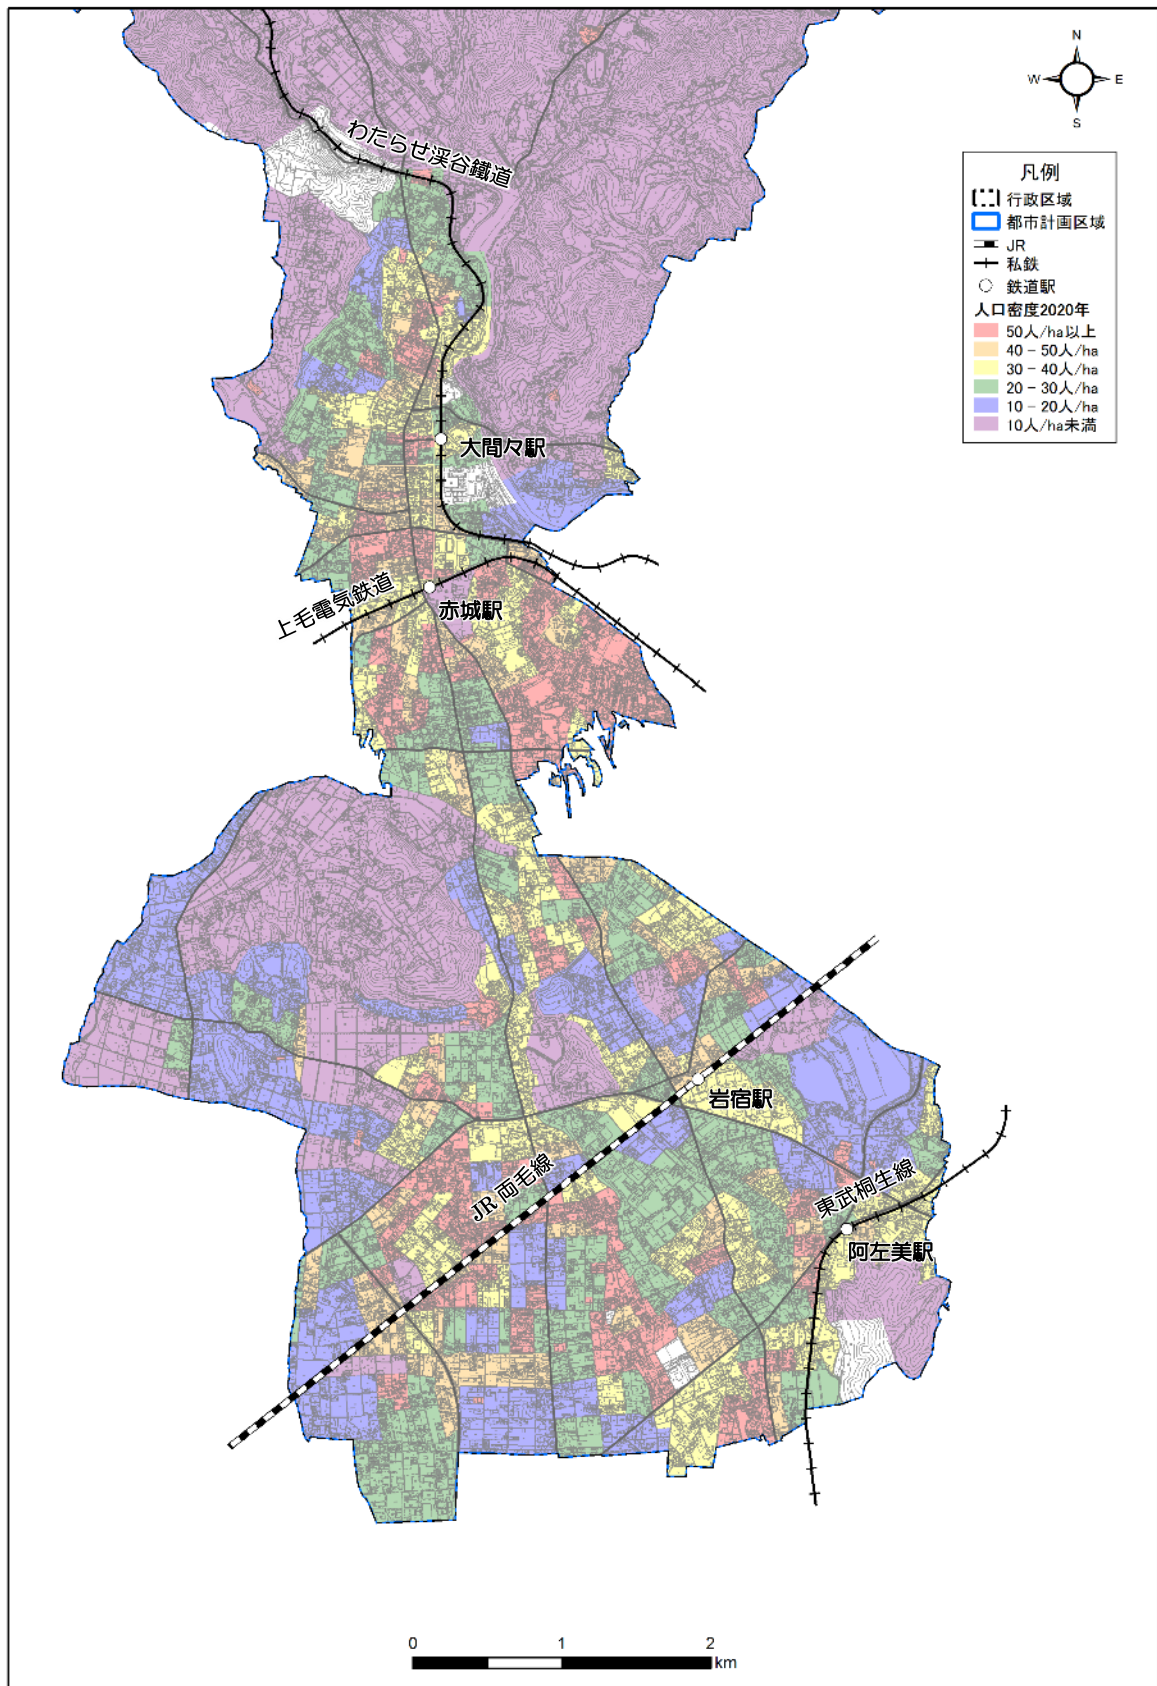 N
W E
S
凡例
行政区域
都市計画区域
JR
私鉄
鉄道駅
人口密度2020年
50人/ha以上
40 - 50人/ha
30 - 40人/ha
20 - 30人/ha
10 - 20人/ha
10人/ha未満
わたらせ渓谷鐵道
大間々駅
上毛電気鉄道
赤城駅
岩宿駅
JR 両毛線
東武桐生線
阿左美駅
0 1 2
km